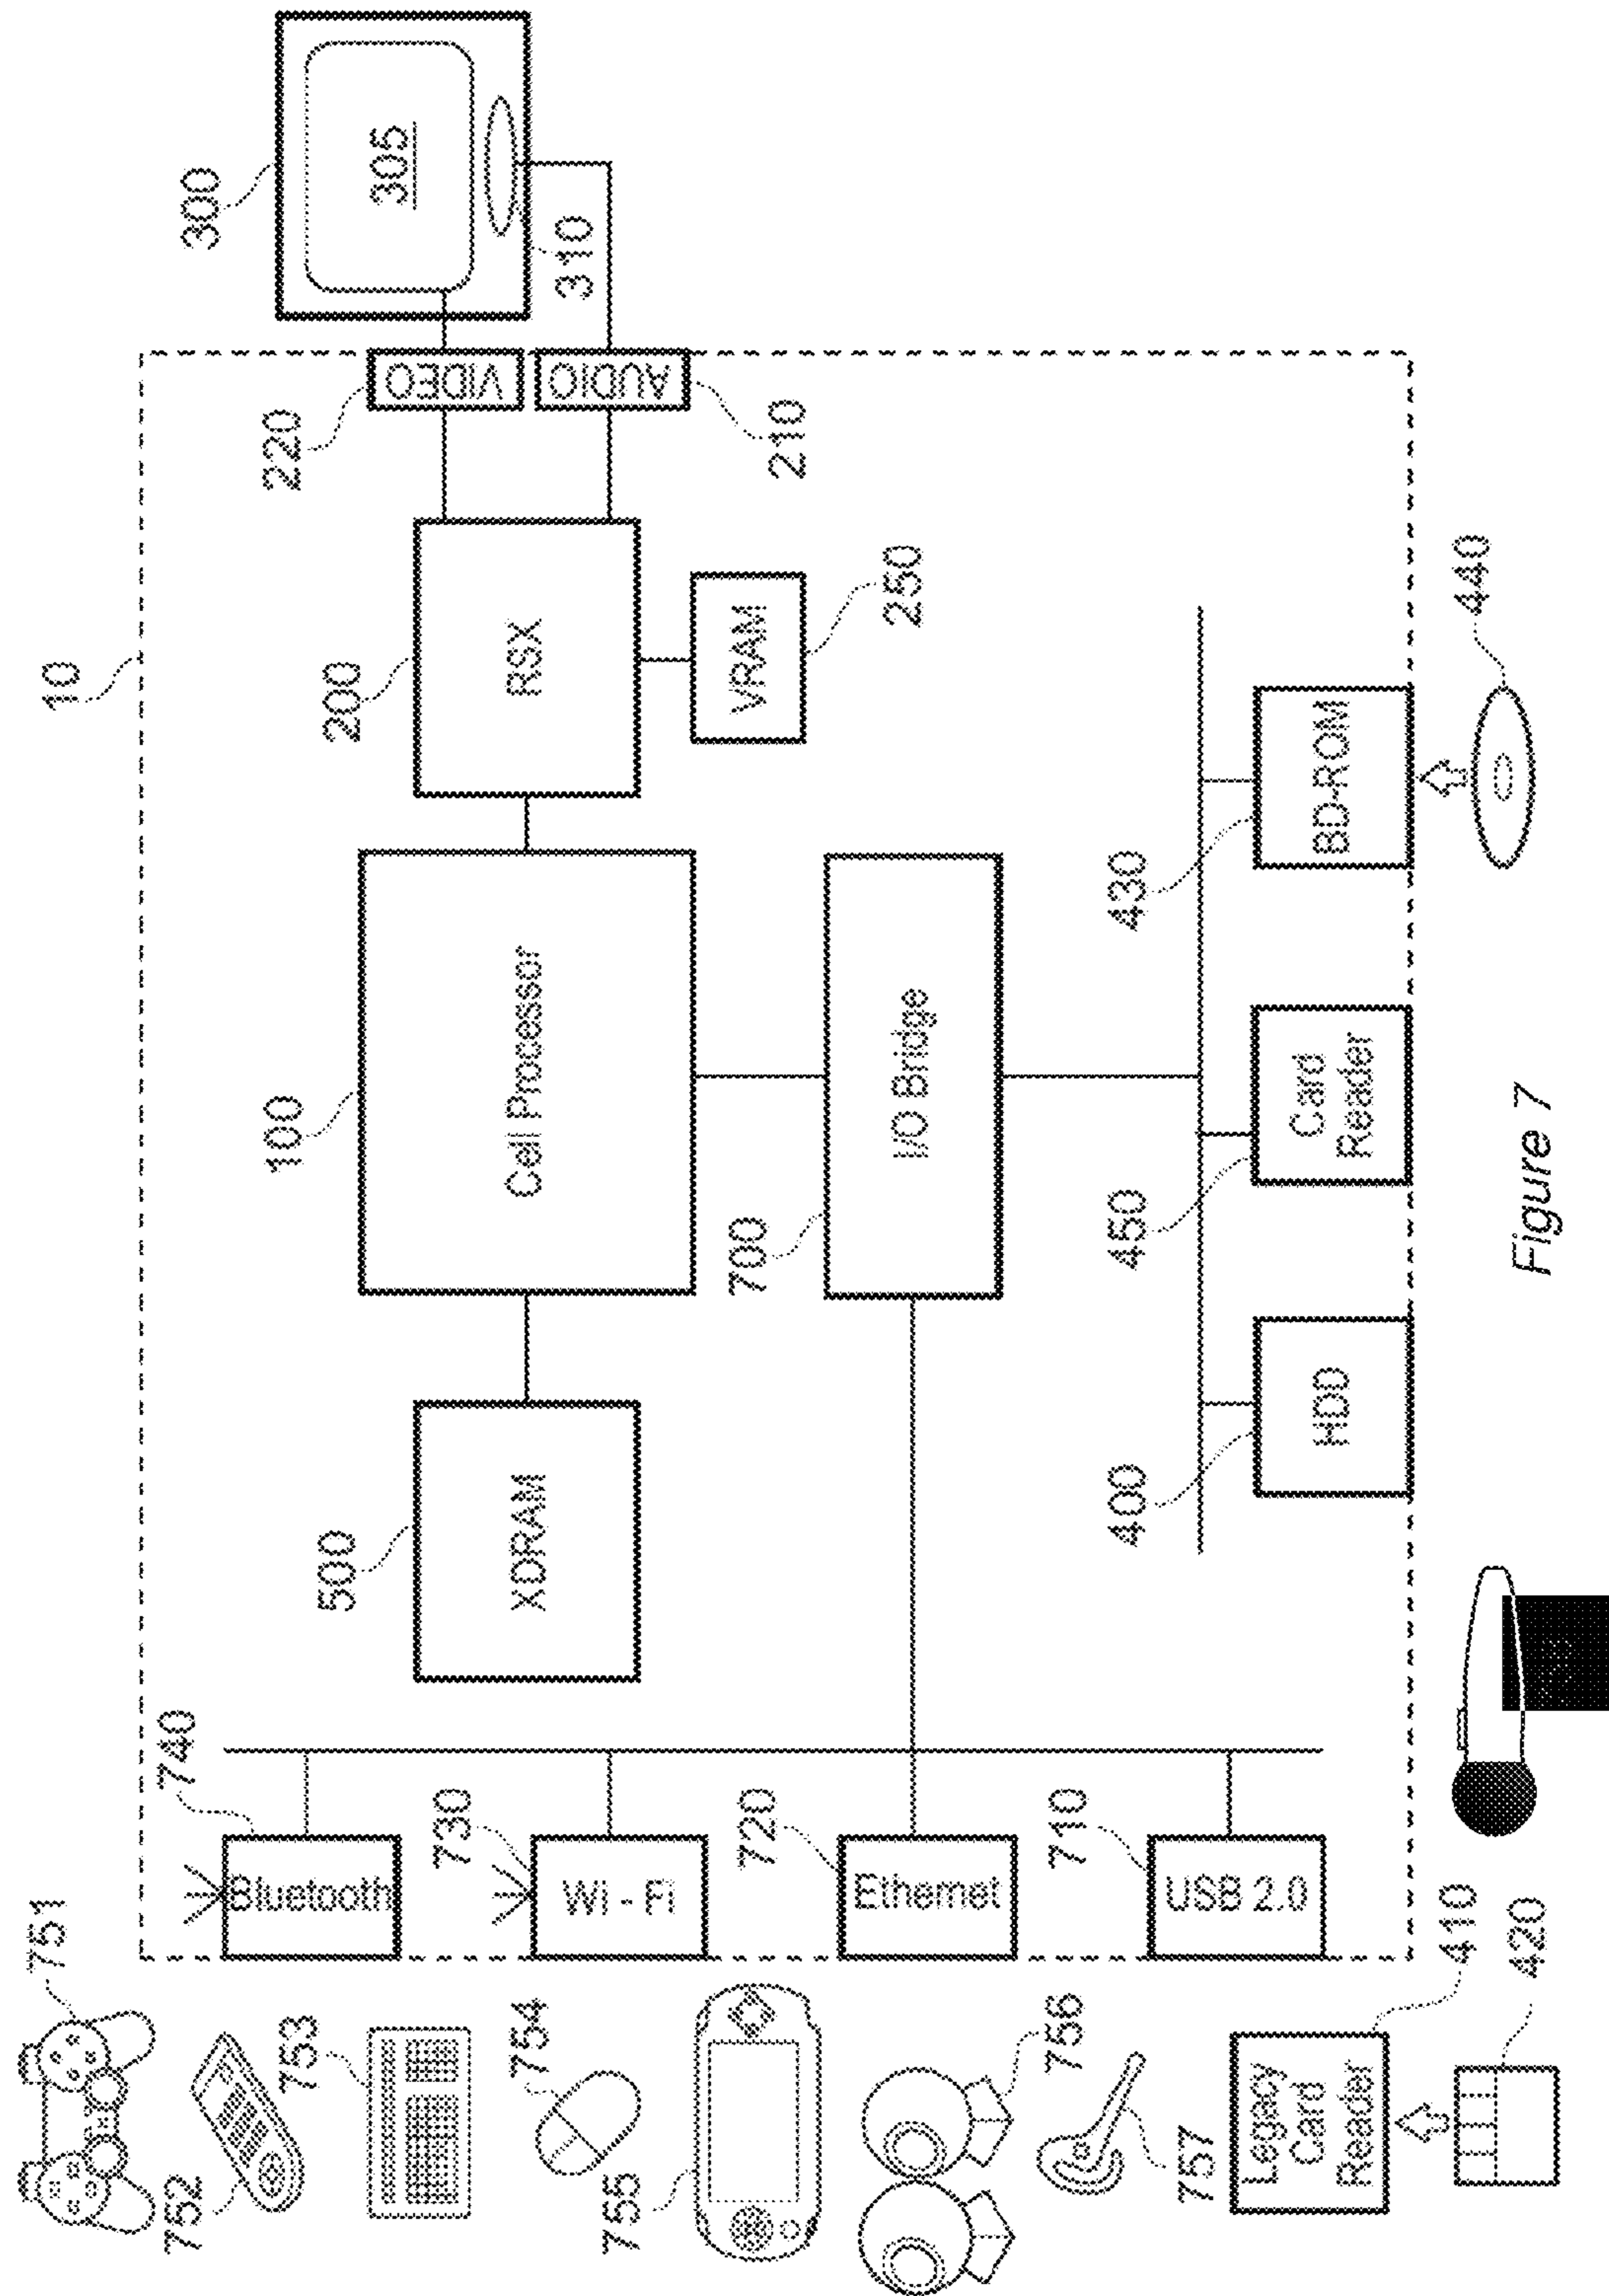 10
300
305
310
220
VIDEO
AUDIO
210
200
RSX
VRAM
250
100
Cell Processor
500
XDRAM
700
I/O Bridge
740
Bluetooth
730
Wi - Fi
720
Ethernet
710
USB 2.0
400
HDD
450
Card
Reader
430
BD-ROM
440
751
752
753
754
755
756
757
Legacy
Card
Reader
410
420
Figure 7